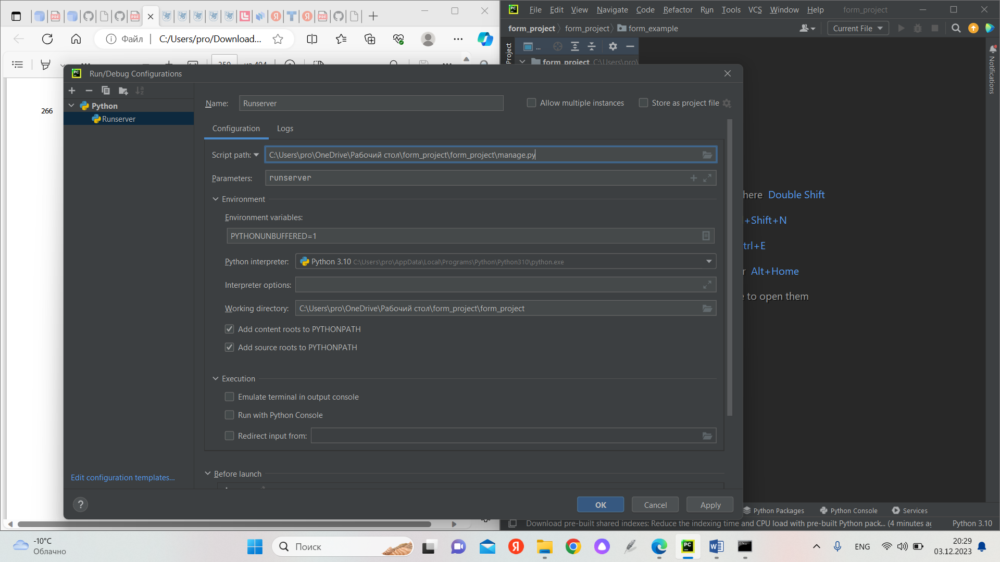 Файл
C:/Users/pro/Download...
350 из 494
266
File Edit View Navigate Code Refactor Run Tools VCS Window Help form_project
form_project form_project form_example
Current File
Project
...
form_project C:\Users\pro\
Notifications
Run/Debug Configurations
Python
Runserver
Edit configuration templates...
Name: Runserver
Allow multiple instances
Store as project file
Configuration Logs
Script path: C:\Users\pro\OneDrive\Рабочий стол\form_project\form_project\manage.py
Parameters: runserver
Environment
Environment variables:
PYTHONUNBUFFERED=1
Python interpreter: Python 3.10 C:\Users\pro\AppData\Local\Programs\Python\Python310\python.exe
Interpreter options:
Working directory: C:\Users\pro\OneDrive\Рабочий стол\form_project\form_project
Add content roots to PYTHONPATH
Add source roots to PYTHONPATH
Execution
Emulate terminal in output console
Run with Python Console
Redirect input from:
Before launch
?
OK Cancel Apply
here Double Shift
+Shift+N
trl+E
r Alt+Home
to open them
Python Packages Python Console Services
Download pre-built shared indexes: Reduce the indexing time and CPU load with pre-built Python pack... (4 minutes ag
Python 3.10
-10°C
Облачно
Поиск
ENG
20:29
03.12.2023